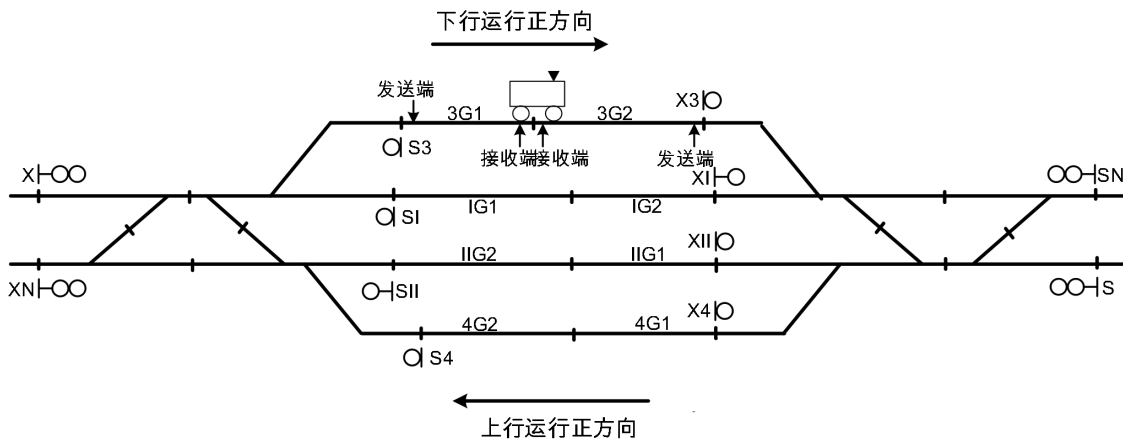 下行运行正方向
发送端
3G1
3G2
X3
S3
接收端
接收端
发送端
X
XI
SN
SI
IG1
IG2
XII
IIG2
IIG1
XN
SII
S
X4
4G2
4G1
S4
上行运行正方向